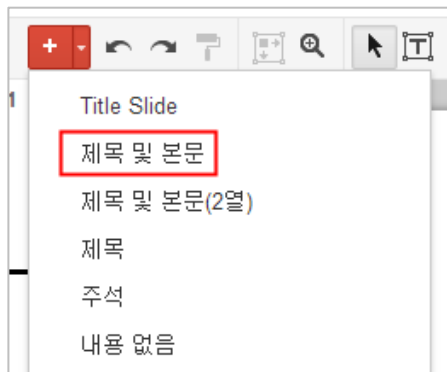 1
Title Slide
제목 및 본문
제목 및 본문(2열)
제목
주석
내용 없음